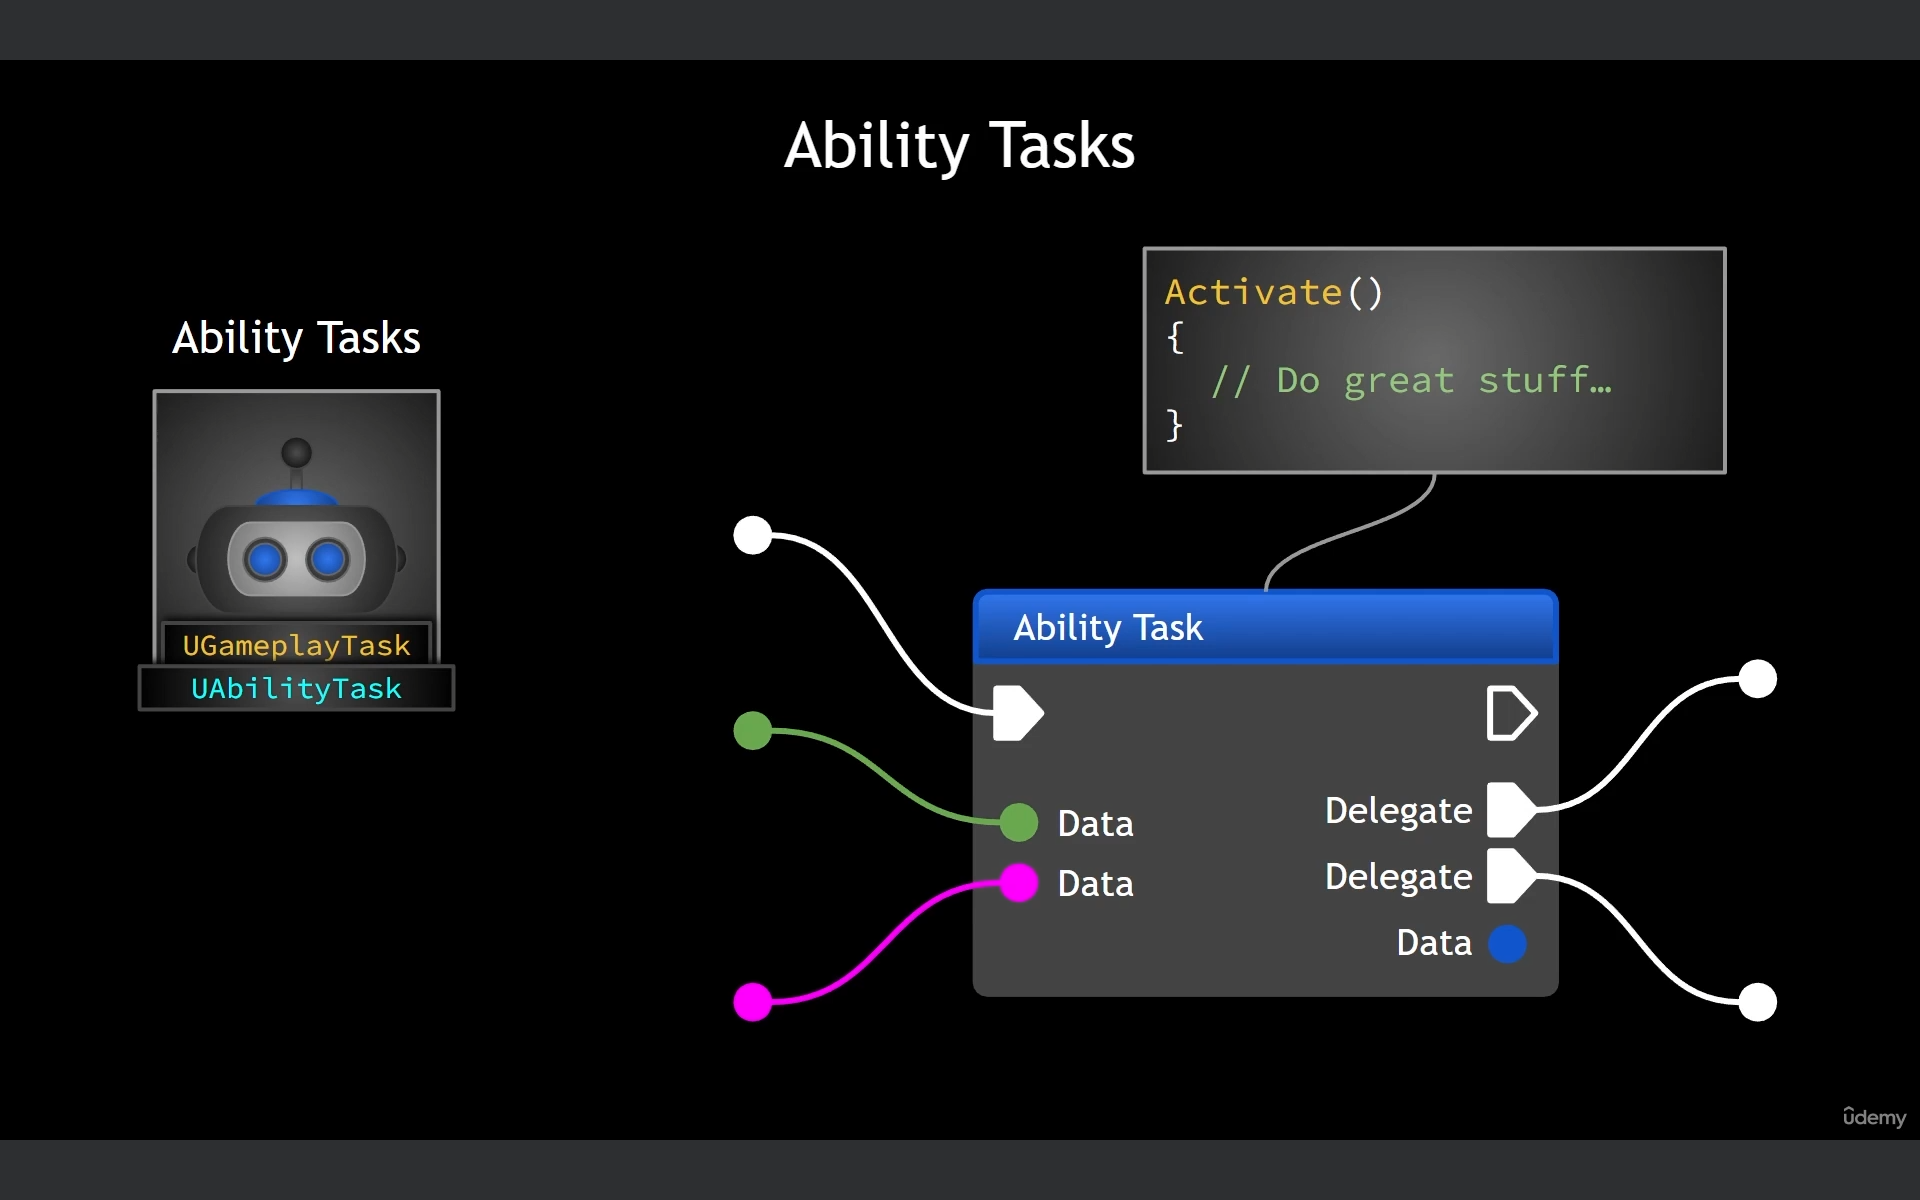 Ability Tasks
Ability Tasks
UGameplayTask
UAbilityTask
Activate()
{
// Do great stuff…
}
Ability Task
Data
Data
Delegate
Delegate
Data
ûdemy